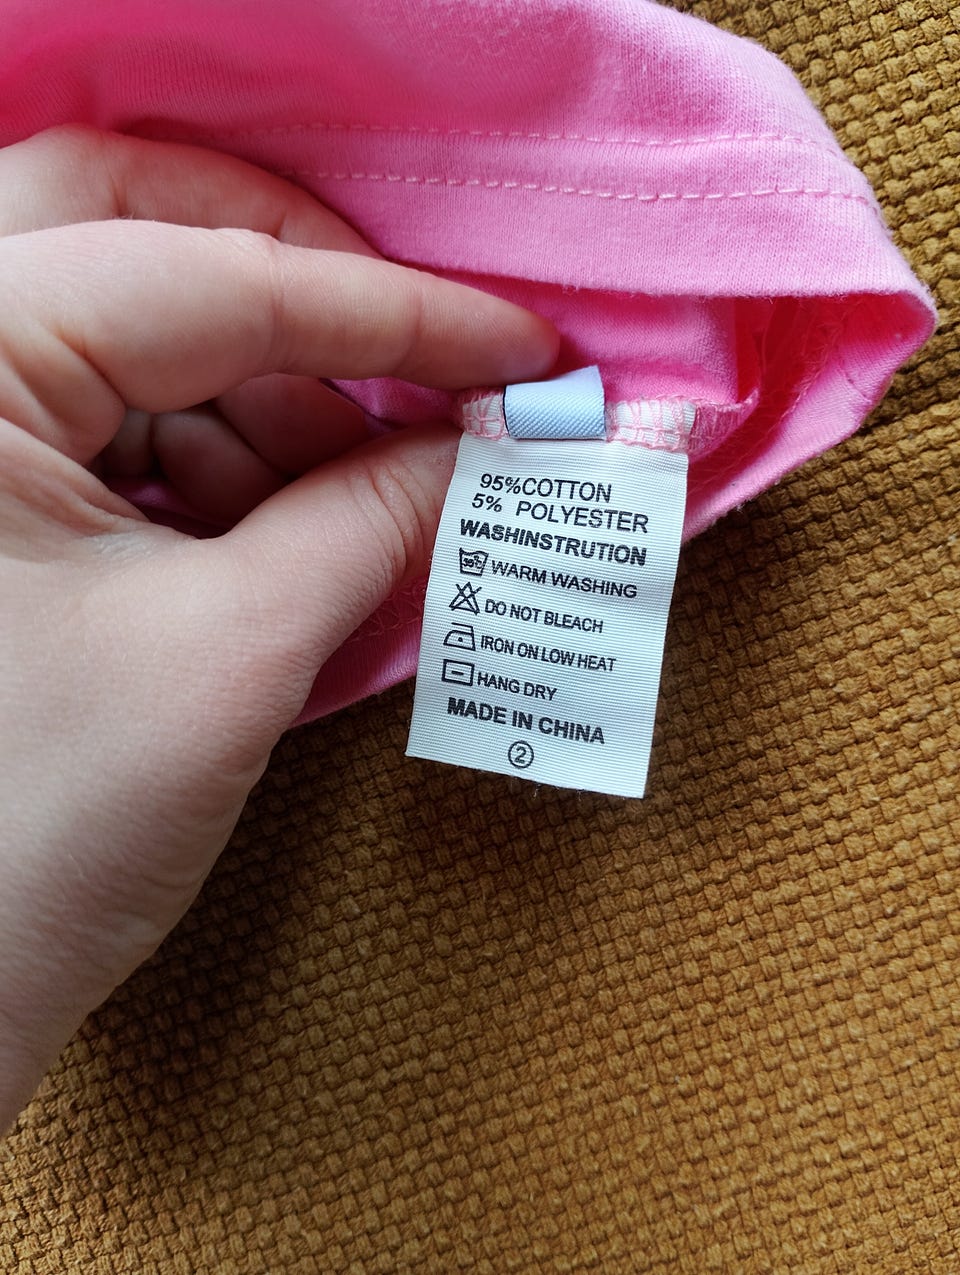 95%COTTON
5% POLYESTER
WASHINSTRUTION
30°C WARM WASHING
DO NOT BLEACH
IRON ON LOW HEAT
HANG DRY
MADE IN CHINA
2